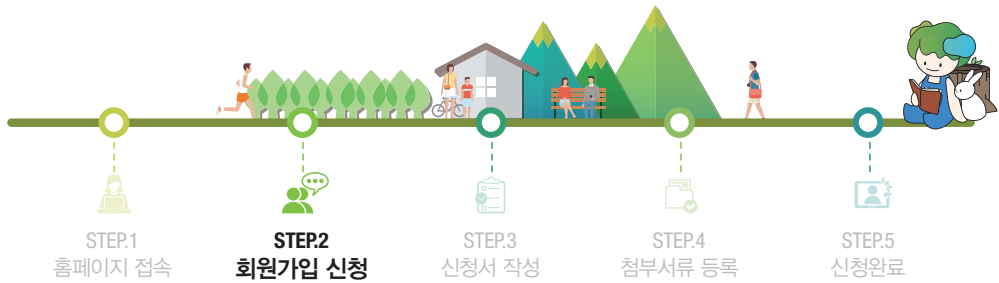 STEP.1
홈페이지 접속
STEP.2
회원가입 신청
STEP.3
신청서 작성
STEP.4
첨부서류 등록
STEP.5
신청완료